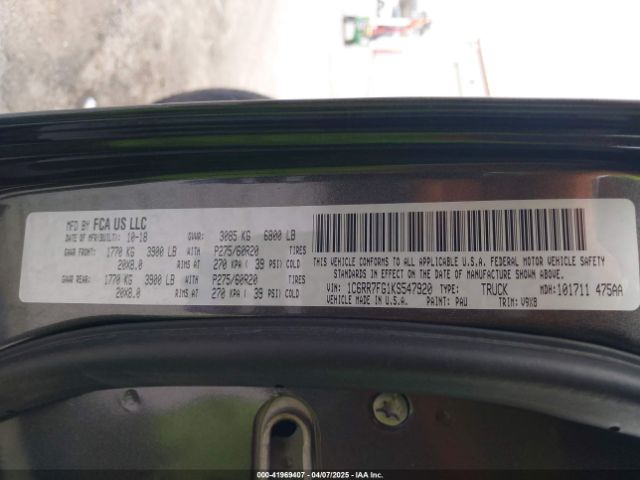 MFD BY FCA US LLC
DATE OF MFR(BUILT): 10-18 GVWR: 3085 KG 6800 LB
GAWR FRONT: 1770 KG 3900 LB WITH P275/60R20 TIRES
20X8.0 RIMS AT 270 KPA ( 39 PSI) COLD
GAWR REAR: 1770 KG 3900 LB WITH P275/60R20 TIRES
20X8.0 RIMS AT 270 KPA ( 39 PSI) COLD
THIS VEHICLE CONFORMS TO ALL APPLICABLE U.S.A. FEDERAL MOTOR VEHICLE SAFETY
STANDARDS IN EFFECT ON THE DATE OF MANUFACTURE SHOWN ABOVE.
VIN: 1C6RR7FG1KS547920 TYPE: TRUCK MDH: 101711 475AA
VEHICLE MADE IN U.S.A. PAINT: PAU TRIM: V9X8
000-41969407 - 04/07/2025 - IAAI.com